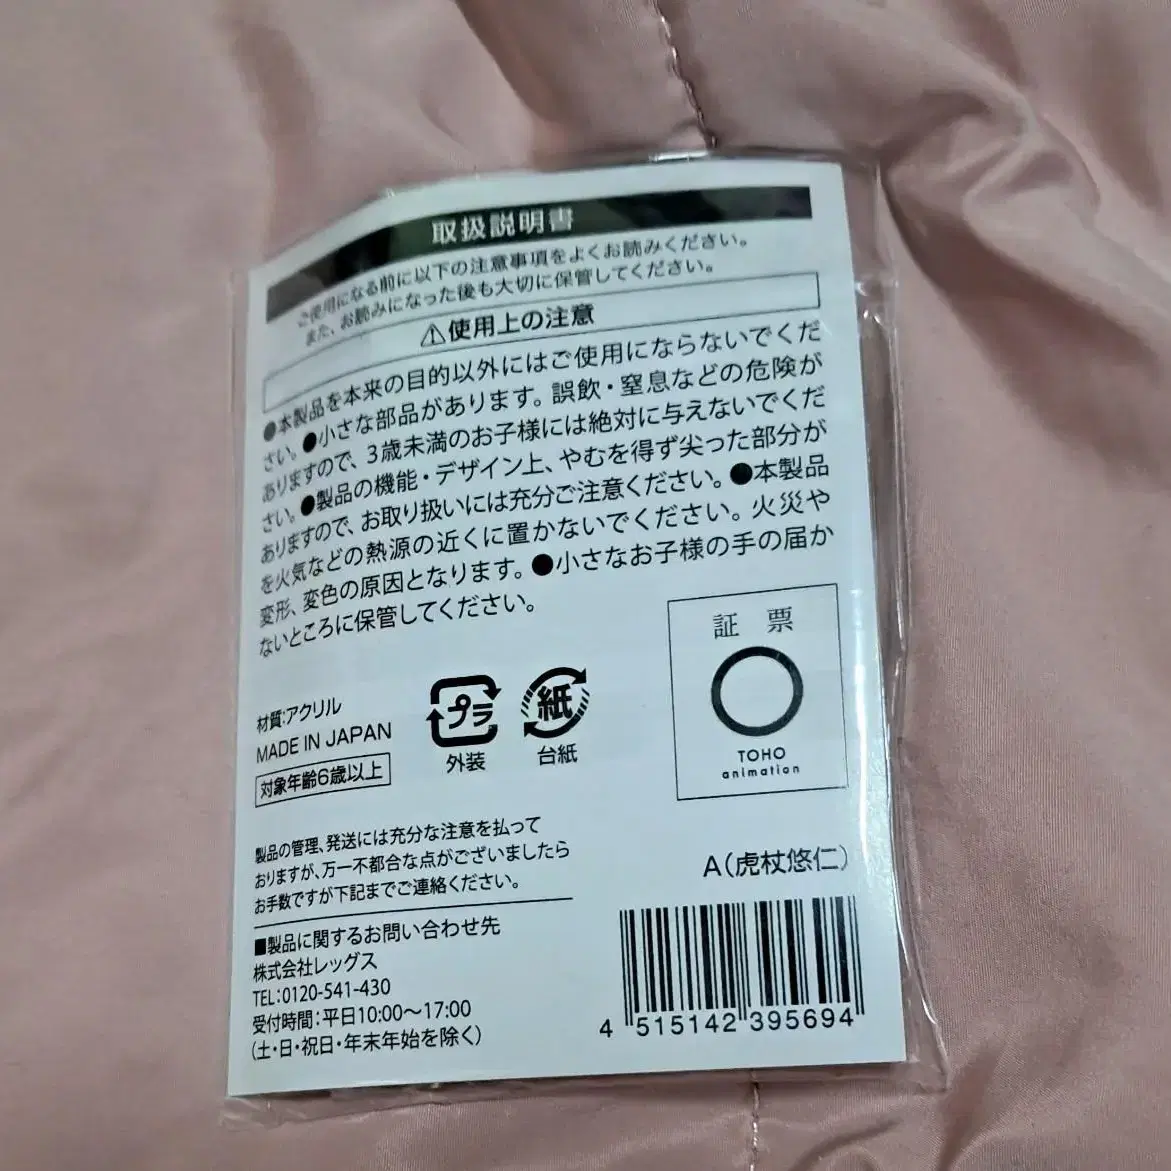 取扱説明書
ご使用になる前に以下の注意事項をよくお読みください。
また、お読みになった後も大切に保管してください。
⚠使用上の注意
●本製品を本来の目的以外にはご使用にならないでくだ
さい。●小さな部品があります。誤飲・窒息などの危険が
ありますので、3歳未満のお子様には絶対に与えないでくだ
さい。●製品の機能・デザイン上、やむを得ず尖った部分が
ありますので、お取り扱いには充分ご注意ください。●本製品
を火気などの熱源の近くに置かないでください。火災や
変形、変色の原因となります。●小さなお子様の手の届か
ないところに保管してください。
証 票
TOHO
animation
材質:アクリル
MADE IN JAPAN
対象年齢6歳以上
プラ
外装
紙
台紙
製品の管理、発送には充分な注意を払って
おりますが、万一不都合な点がございましたら
お手数ですが下記までご連絡ください。
A(虎杖悠仁)
■製品に関するお問い合わせ先
株式会社レッグス
TEL:0120-541-430
受付時間:平日10:00〜17:00
(土・日・祝日・年末年始を除く)
4 515142 395694